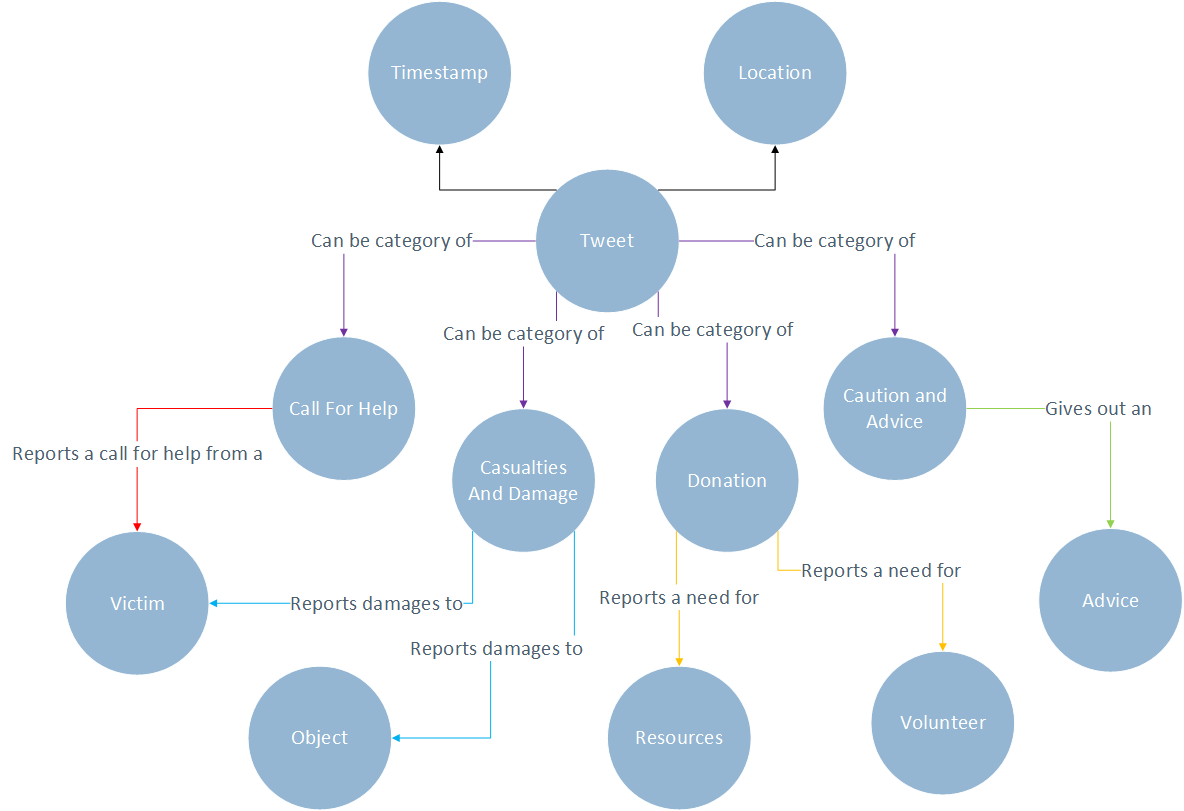 Timestamp
Location
Tweet
Can be category of
Can be category of
Can be category of
Can be category of
Call For Help
Caution and
Advice
Gives out an
Reports a call for help from a
Casualties
And Damage
Donation
Reports a need for
Reports a need for
Victim
Reports damages to
Advice
Reports damages to
Object
Resources
Volunteer